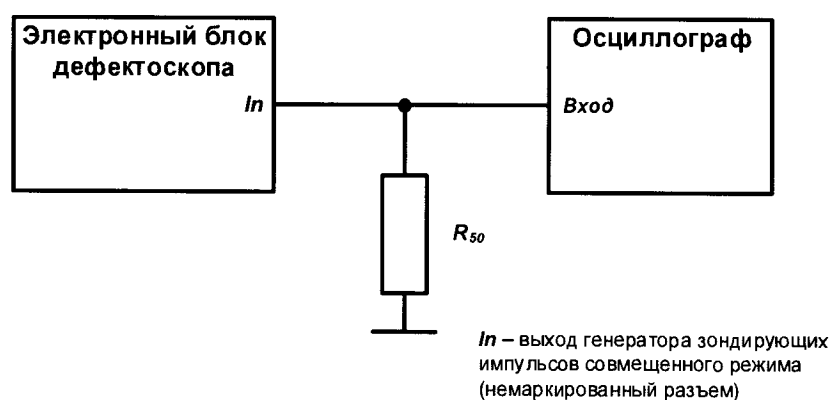 Электронный блок
дефектоскопа
In
Осциллограф
Вход
R50
In – выход генератора зондирующих
импульсов совмещенного режима
(немаркированный разъем)